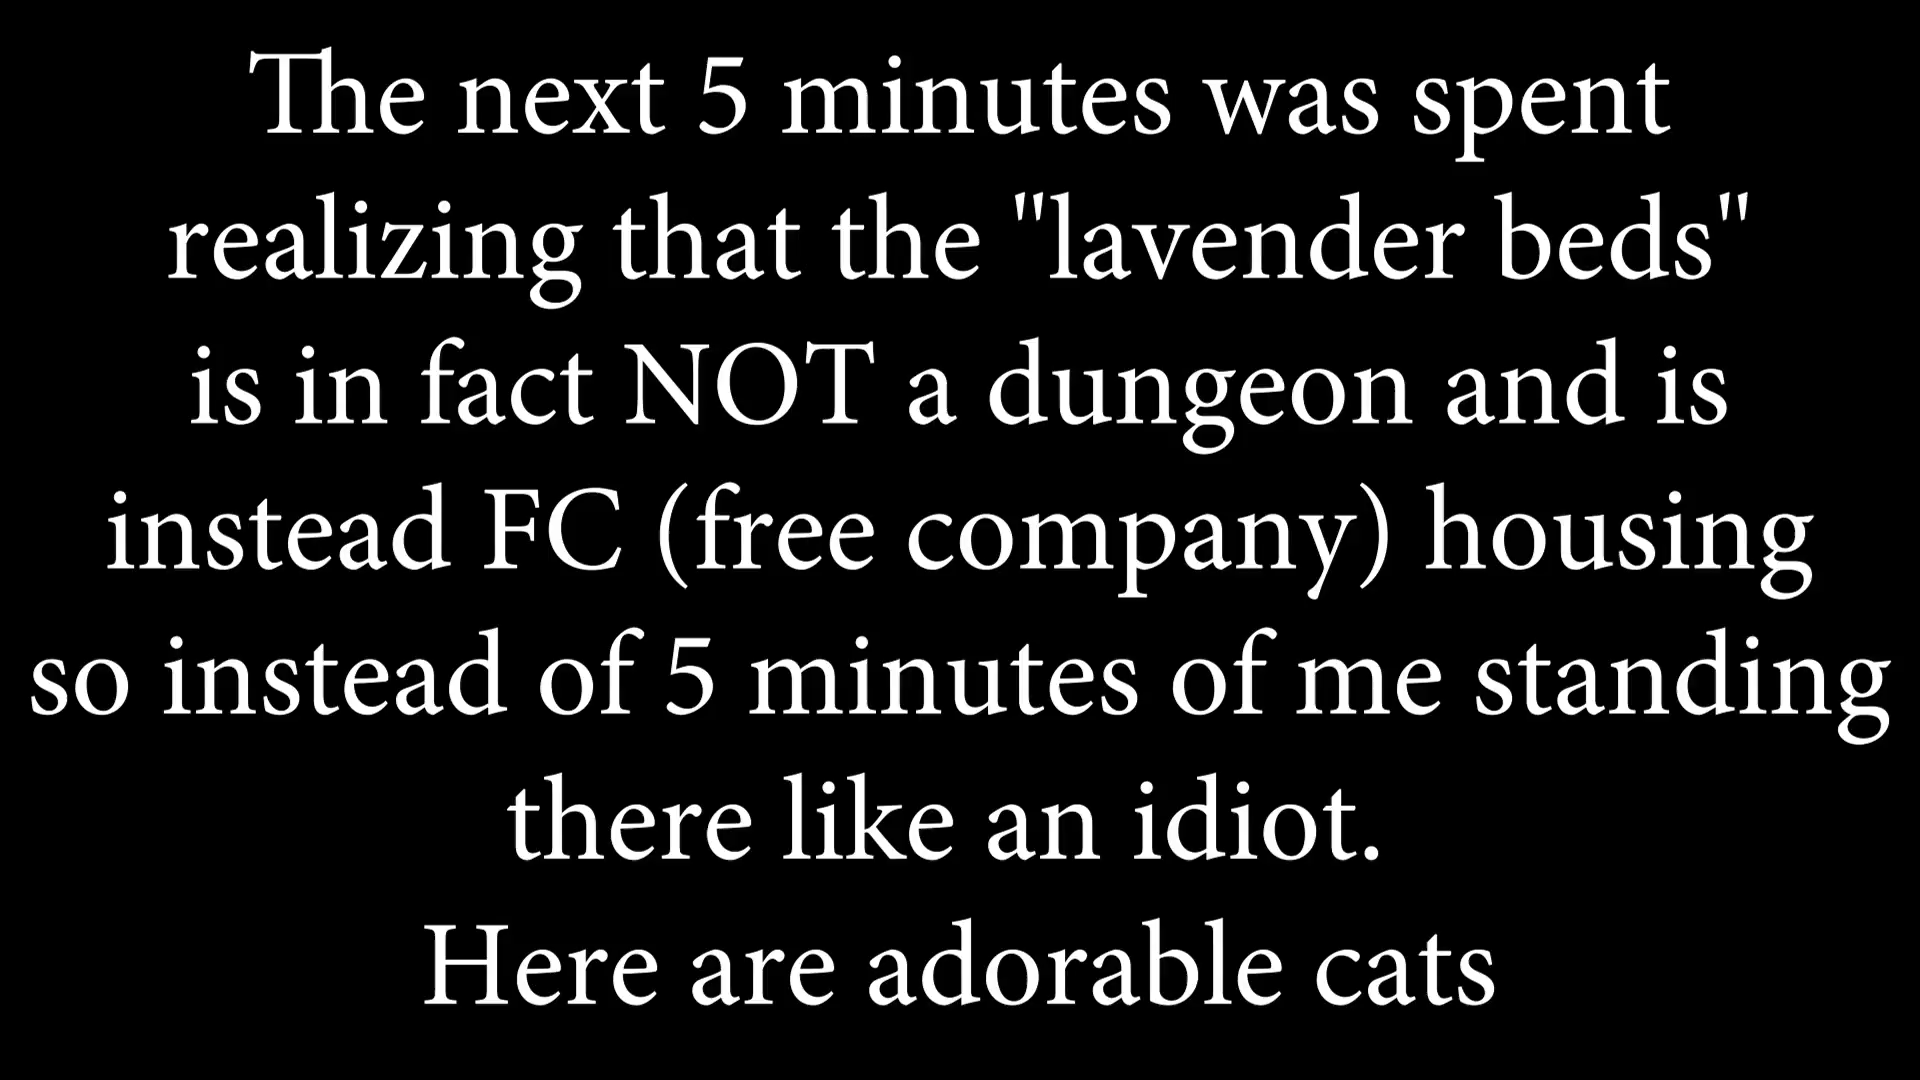 The next 5 minutes was spent
realizing that the "lavender beds"
is in fact NOT a dungeon and is
instead FC (free company) housing
so instead of 5 minutes of me standing
there like an idiot.
Here are adorable cats